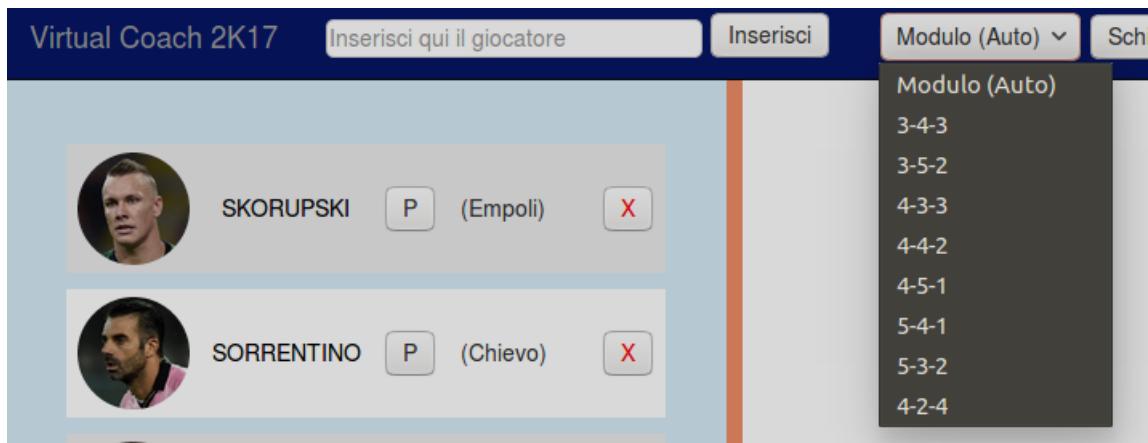 Virtual Coach 2K17 Inserisci qui il giocatore Inserisci Modulo (Auto) Schi
Modulo (Auto)
3-4-3
3-5-2
4-3-3
4-4-2
4-5-1
5-4-1
5-3-2
4-2-4
SKORUPSKI P (Empoli) X
SORRENTINO P (Chievo) X